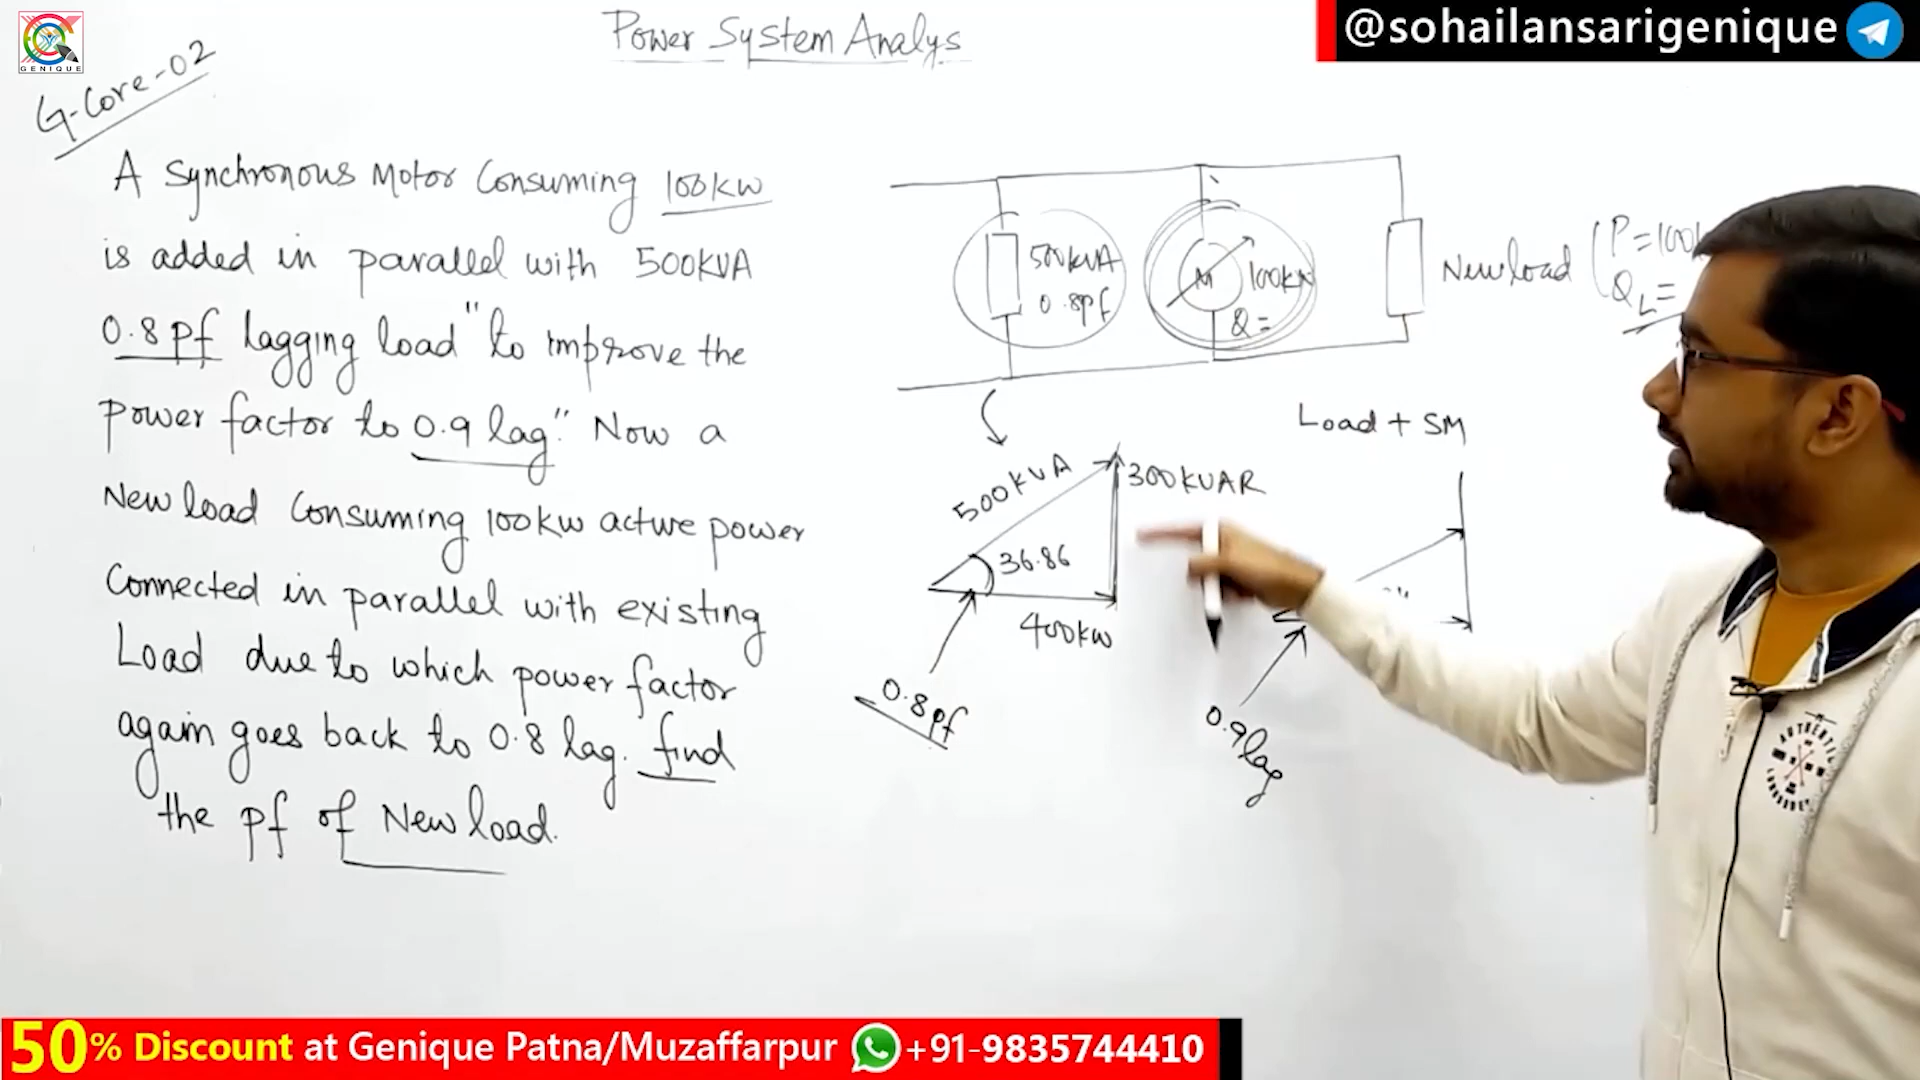 GENIQUE
@sohailansarigenique
Power System Analys
G-Core-02
A Synchronous Motor Consuming 100kw
is added in parallel with 500KVA
0.8 pf lagging load "to improve the
power factor to 0.9 lag". Now a
New load Consuming 100kw active power
Connected in parallel with existing
Load due to which power factor
again goes back to 0.8 lag. find
the pf of New load.
500kVA
0.8pf
M
100kw
Q=
New load
P=100k
QL=
Load + SM
500KVA
300KVAR
36.86
400kw
0.8pf
0.9lag
AUTHENTIC
50% Discount at Genique Patna/Muzaffarpur +91-9835744410